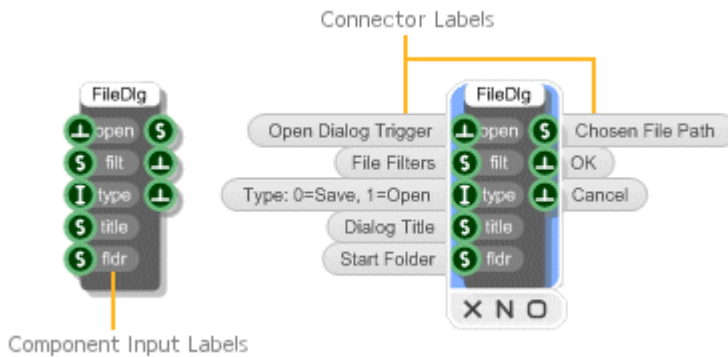 Connector Labels
FileDlg
open
filt
type
title
fldr
Component Input Labels
FileDlg
Open Dialog Trigger open Chosen File Path
File Filters filt OK
Type: 0=Save, 1=Open type Cancel
Dialog Title title
Start Folder fldr
X N O